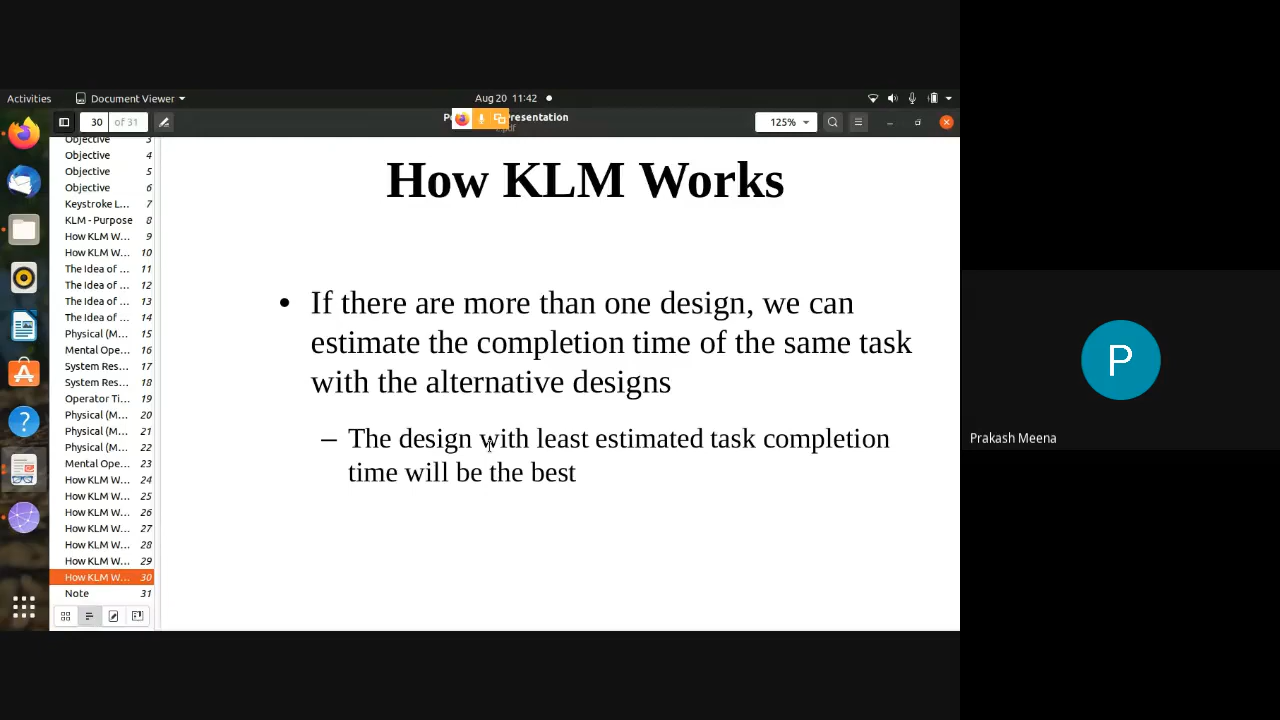 Activities
Document Viewer
Aug 20 11:42
30 of 31
Presentation
125%
Objective 3
Objective 4
Objective 5
Objective 6
Keystroke L... 7
KLM - Purpose 8
How KLM W... 9
How KLM W... 10
The Idea of ... 11
The Idea of ... 12
The Idea of ... 13
The Idea of ... 14
Physical (M... 15
Mental Ope... 16
System Res... 17
System Res... 18
Operator Ti... 19
Physical (M... 20
Physical (M... 21
Physical (M... 22
Mental Ope... 23
How KLM W... 24
How KLM W... 25
How KLM W... 26
How KLM W... 27
How KLM W... 28
How KLM W... 29
How KLM W... 30
Note 31
How KLM Works
• If there are more than one design, we can
estimate the completion time of the same task
with the alternative designs
– The design with least estimated task completion
time will be the best
P
Prakash Meena